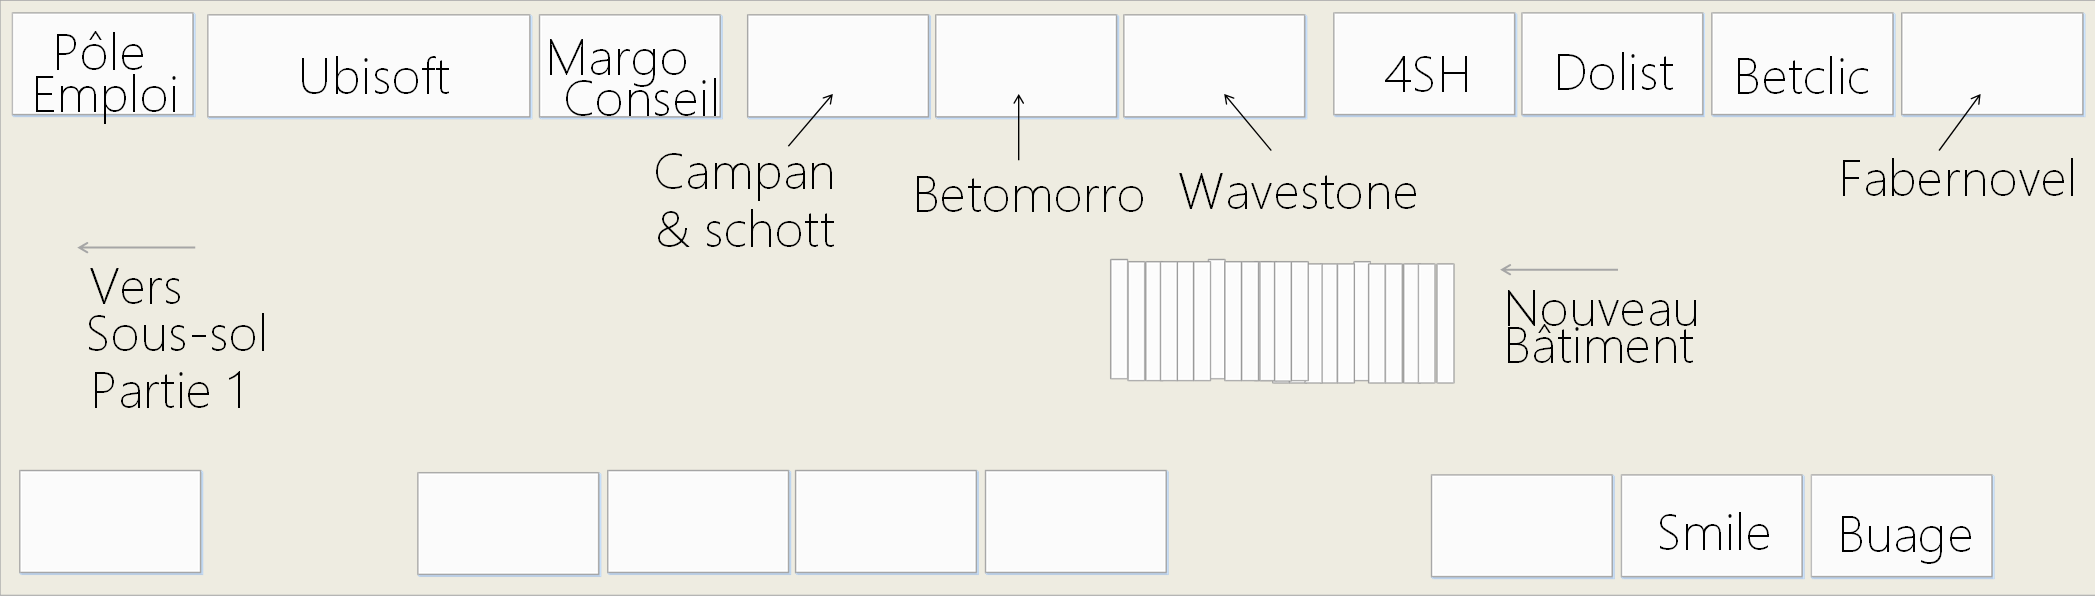 Pôle
Emploi
Ubisoft
Margo
Conseil
4SH
Dolist
Betclic
Campan
& schott
Betomorro
Wavestone
Fabernovel
Vers
Sous-sol
Partie 1
Nouveau
Bâtiment
Smile
Buage